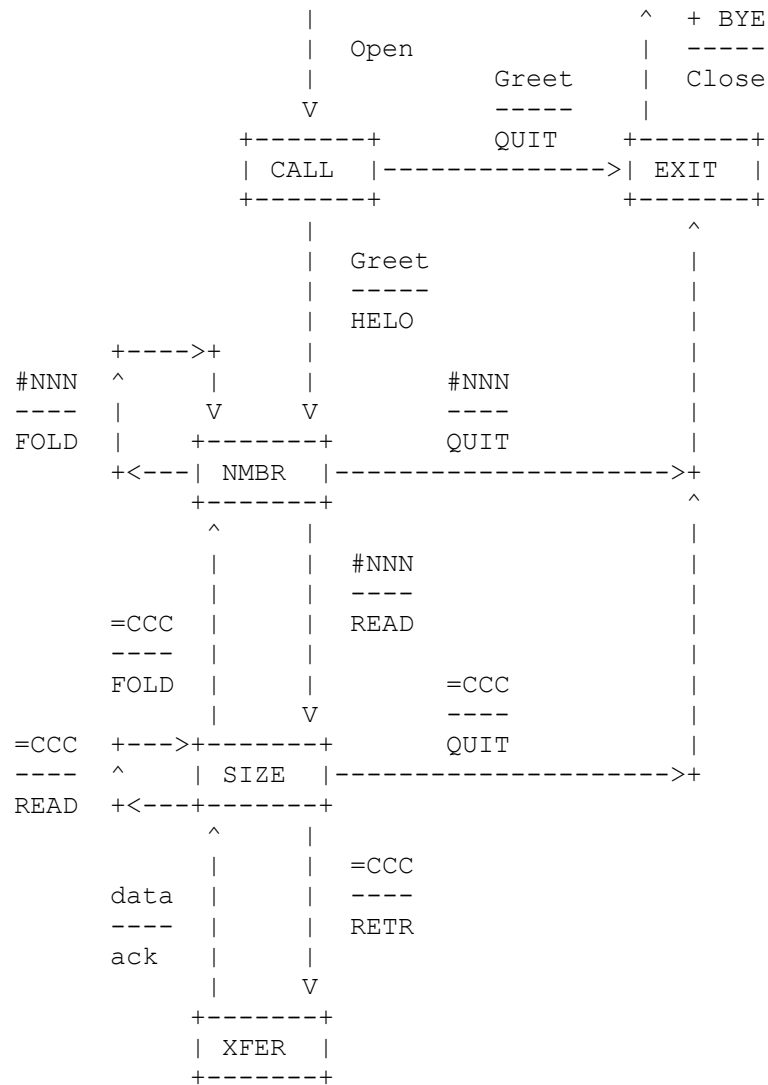 |                    ^  + BYE
                   |  Open              |  -----
                   |           Greet    |  Close
                   V           -----    |
               +-------+       QUIT    +-------+
               | CALL  |-------------->| EXIT  |
               +-------+               +-------+
                   |                       ^
                   |  Greet                |
                   |  -----                |
                   |  HELO                 |
       +---->+     |                       |
 #NNN  ^     |     |        #NNN           |
 ----  |     V     V        ----           |
 FOLD  |    +-------+       QUIT           |
       +<---| NMBR  |--------------------->+
            +-------+                      ^
             ^     |                       |
             |     |  #NNN                 |
             |     |  ----                 |
       =CCC  |     |  READ                 |
       ----  |     |                       |
       FOLD  |     |        =CCC           |
             |     V        ----           |
 =CCC  +--->+-------+       QUIT           |
 ----  ^    | SIZE  |--------------------->+
 READ  +<---+-------+
             ^     |
             |     |  =CCC
       data  |     |  ----
       ----  |     |  RETR
       ack   |     |
             |     V
            +-------+
            | XFER  |
            +-------+